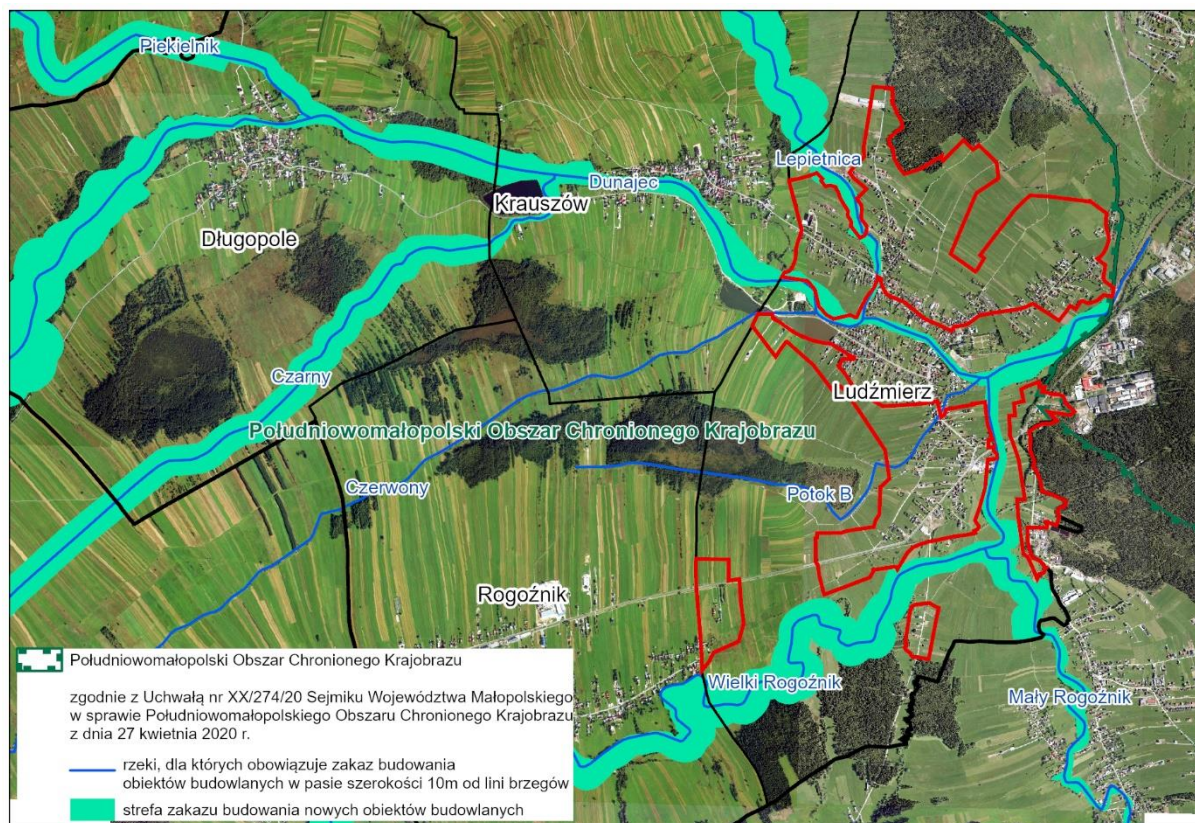 Piekielnik
Lepietnica
Dunajec
Krauszów
Długopole
Czarny
Ludźmierz
Południowomałopolski Obszar Chronionego Krajobrazu
Czerwony
Potok B
Rogoźnik
Wielki Rogoźnik
Mały Rogoźnik
Południowomałopolski Obszar Chronionego Krajobrazu
zgodnie z Uchwałą nr XX/274/20 Sejmiku Województwa Małopolskiego
w sprawie Południowomałopolskiego Obszaru Chronionego Krajobrazu
z dnia 27 kwietnia 2020 r.
rzeki, dla których obowiązuje zakaz budowania
obiektów budowlanych w pasie szerokości 10m od lini brzegów
strefa zakazu budowania nowych obiektów budowlanych